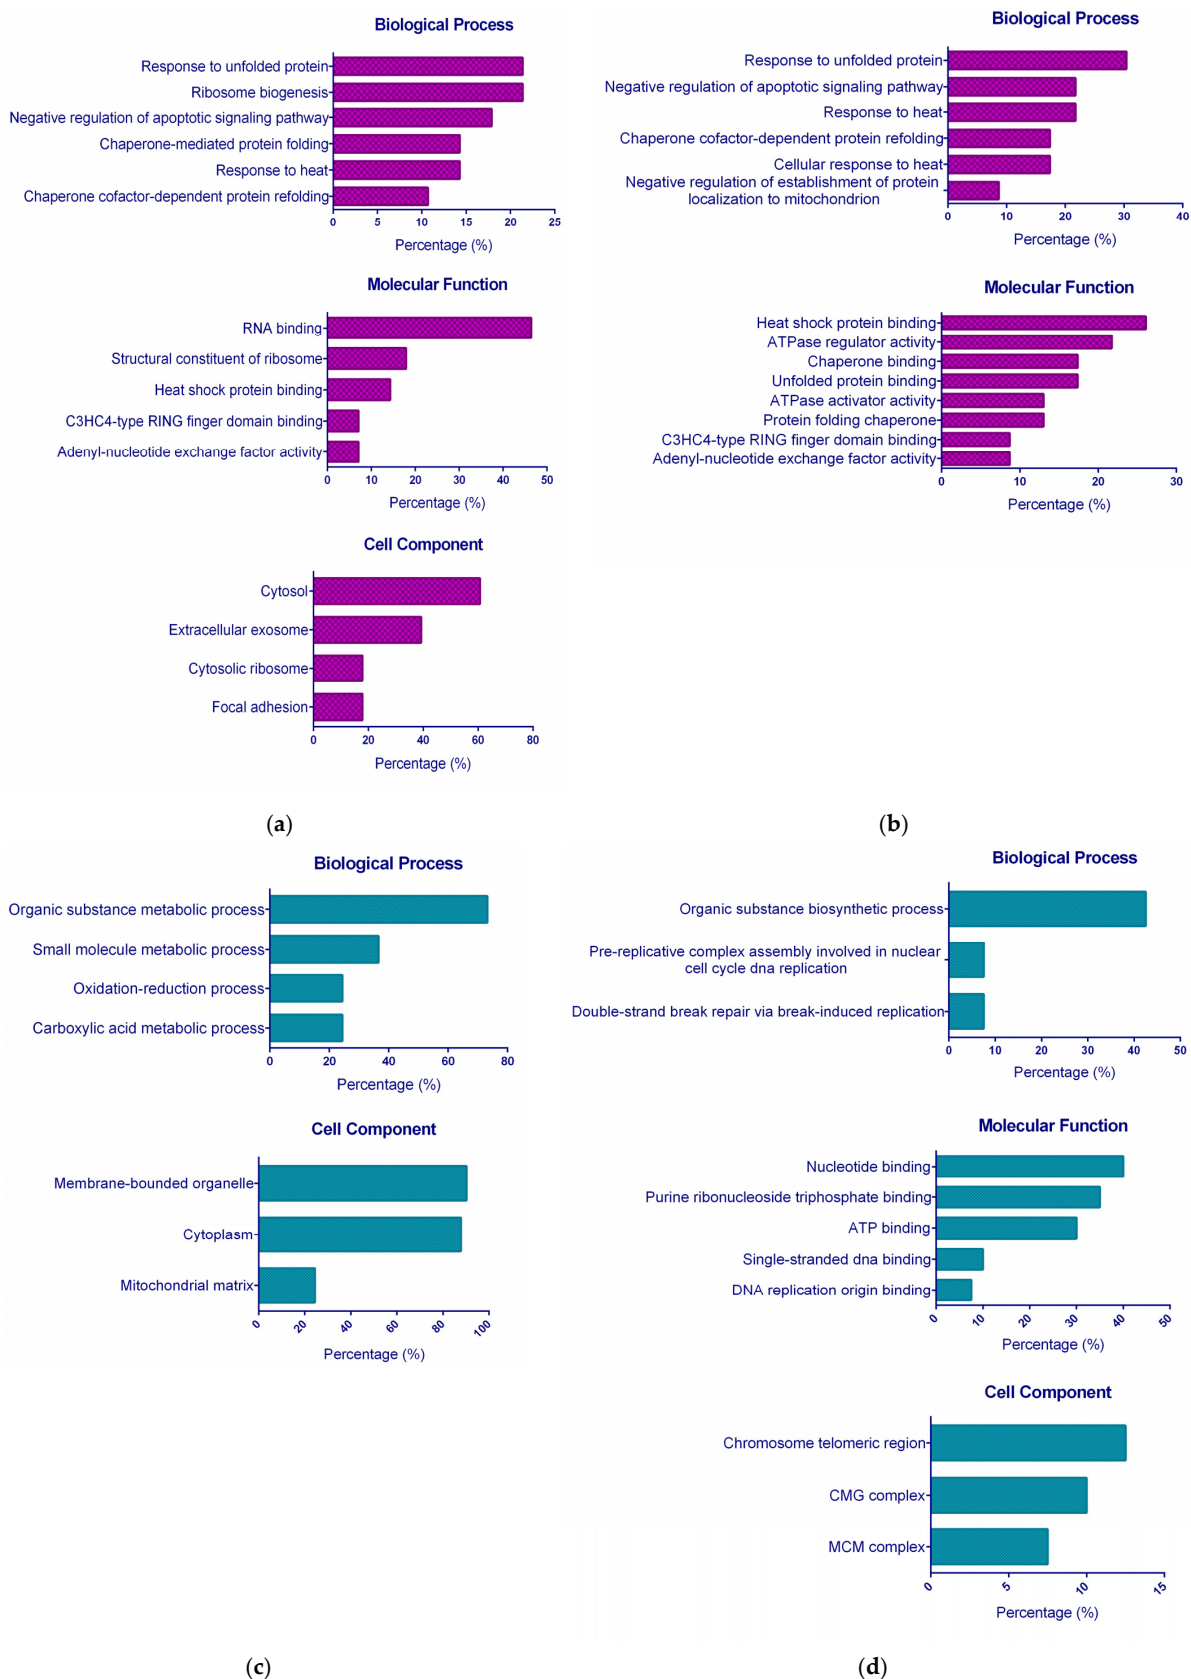 Biological Process
Response to unfolded protein
Ribosome biogenesis
Negative regulation of apoptotic signaling pathway
Chaperone-mediated protein folding
Response to heat
Chaperone cofactor-dependent protein refolding
0 5 10 15 20 25
Percentage (%)
Molecular Function
RNA binding
Structural constituent of ribosome
Heat shock protein binding
C3HC4-type RING finger domain binding
Adenyl-nucleotide exchange factor activity
0 10 20 30 40 50
Percentage (%)
Cell Component
Cytosol
Extracellular exosome
Cytosolic ribosome
Focal adhesion
0 20 40 60 80
Percentage (%)
(a)
Biological Process
Response to unfolded protein
Negative regulation of apoptotic signaling pathway
Response to heat
Chaperone cofactor-dependent protein refolding
Cellular response to heat
Negative regulation of establishment of protein
localization to mitochondrion
0 10 20 30 40
Percentage (%)
Molecular Function
Heat shock protein binding
ATPase regulator activity
Chaperone binding
Unfolded protein binding
ATPase activator activity
Protein folding chaperone
C3HC4-type RING finger domain binding
Adenyl-nucleotide exchange factor activity
0 10 20 30
Percentage (%)
(b)
Biological Process
Organic substance metabolic process
Small molecule metabolic process
Oxidation-reduction process
Carboxylic acid metabolic process
0 20 40 60 80
Percentage (%)
Cell Component
Membrane-bounded organelle
Cytoplasm
Mitochondrial matrix
0 20 40 60 80 100
Percentage (%)
(c)
Biological Process
Organic substance biosynthetic process
Pre-replicative complex assembly involved in nuclear
cell cycle dna replication
Double-strand break repair via break-induced replication
0 10 20 30 40 50
Percentage (%)
Molecular Function
Nucleotide binding
Purine ribonucleoside triphosphate binding
ATP binding
Single-stranded dna binding
DNA replication origin binding
0 10 20 30 40 50
Percentage (%)
Cell Component
Chromosome telomeric region
CMG complex
MCM complex
0 5 10 15
Percentage (%)
(d)